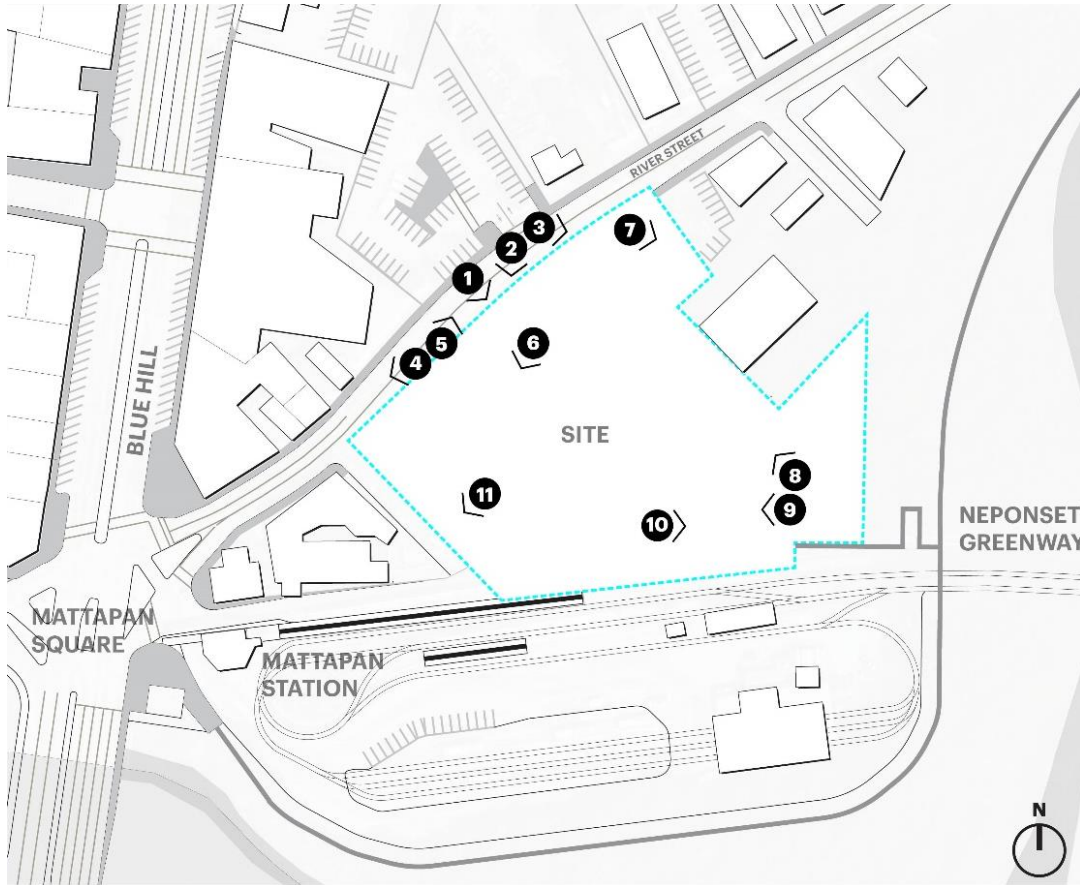 RIVER STREET
3
7
2
1
5
6
4
BLUE HILL
SITE
8
11
9
10
NEPONSET
GREENWAY
MATTAPAN
SQUARE
MATTAPAN
STATION
N